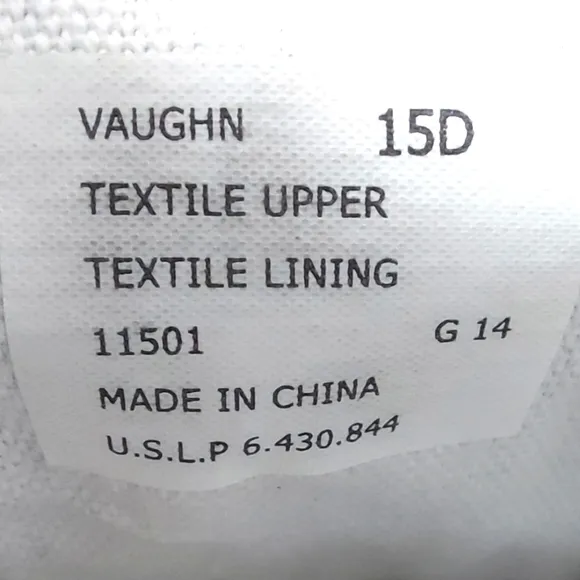 VAUGHN 15D
TEXTILE UPPER
TEXTILE LINING
11501 G 14
MADE IN CHINA
U.S.L.P 6.430.844